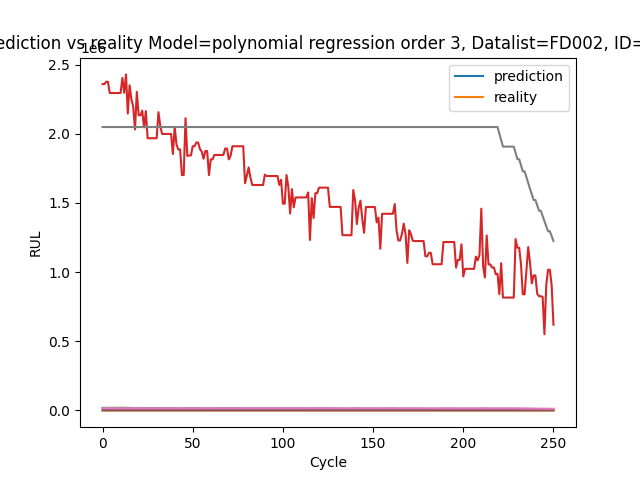 ediction vs reality Model=polynomial regression order 3, Datalist=FD002, ID=
1e6
2.5
2.0
1.5
1.0
0.5
0.0
RUL
prediction
reality
0 50 100 150 200 250
Cycle